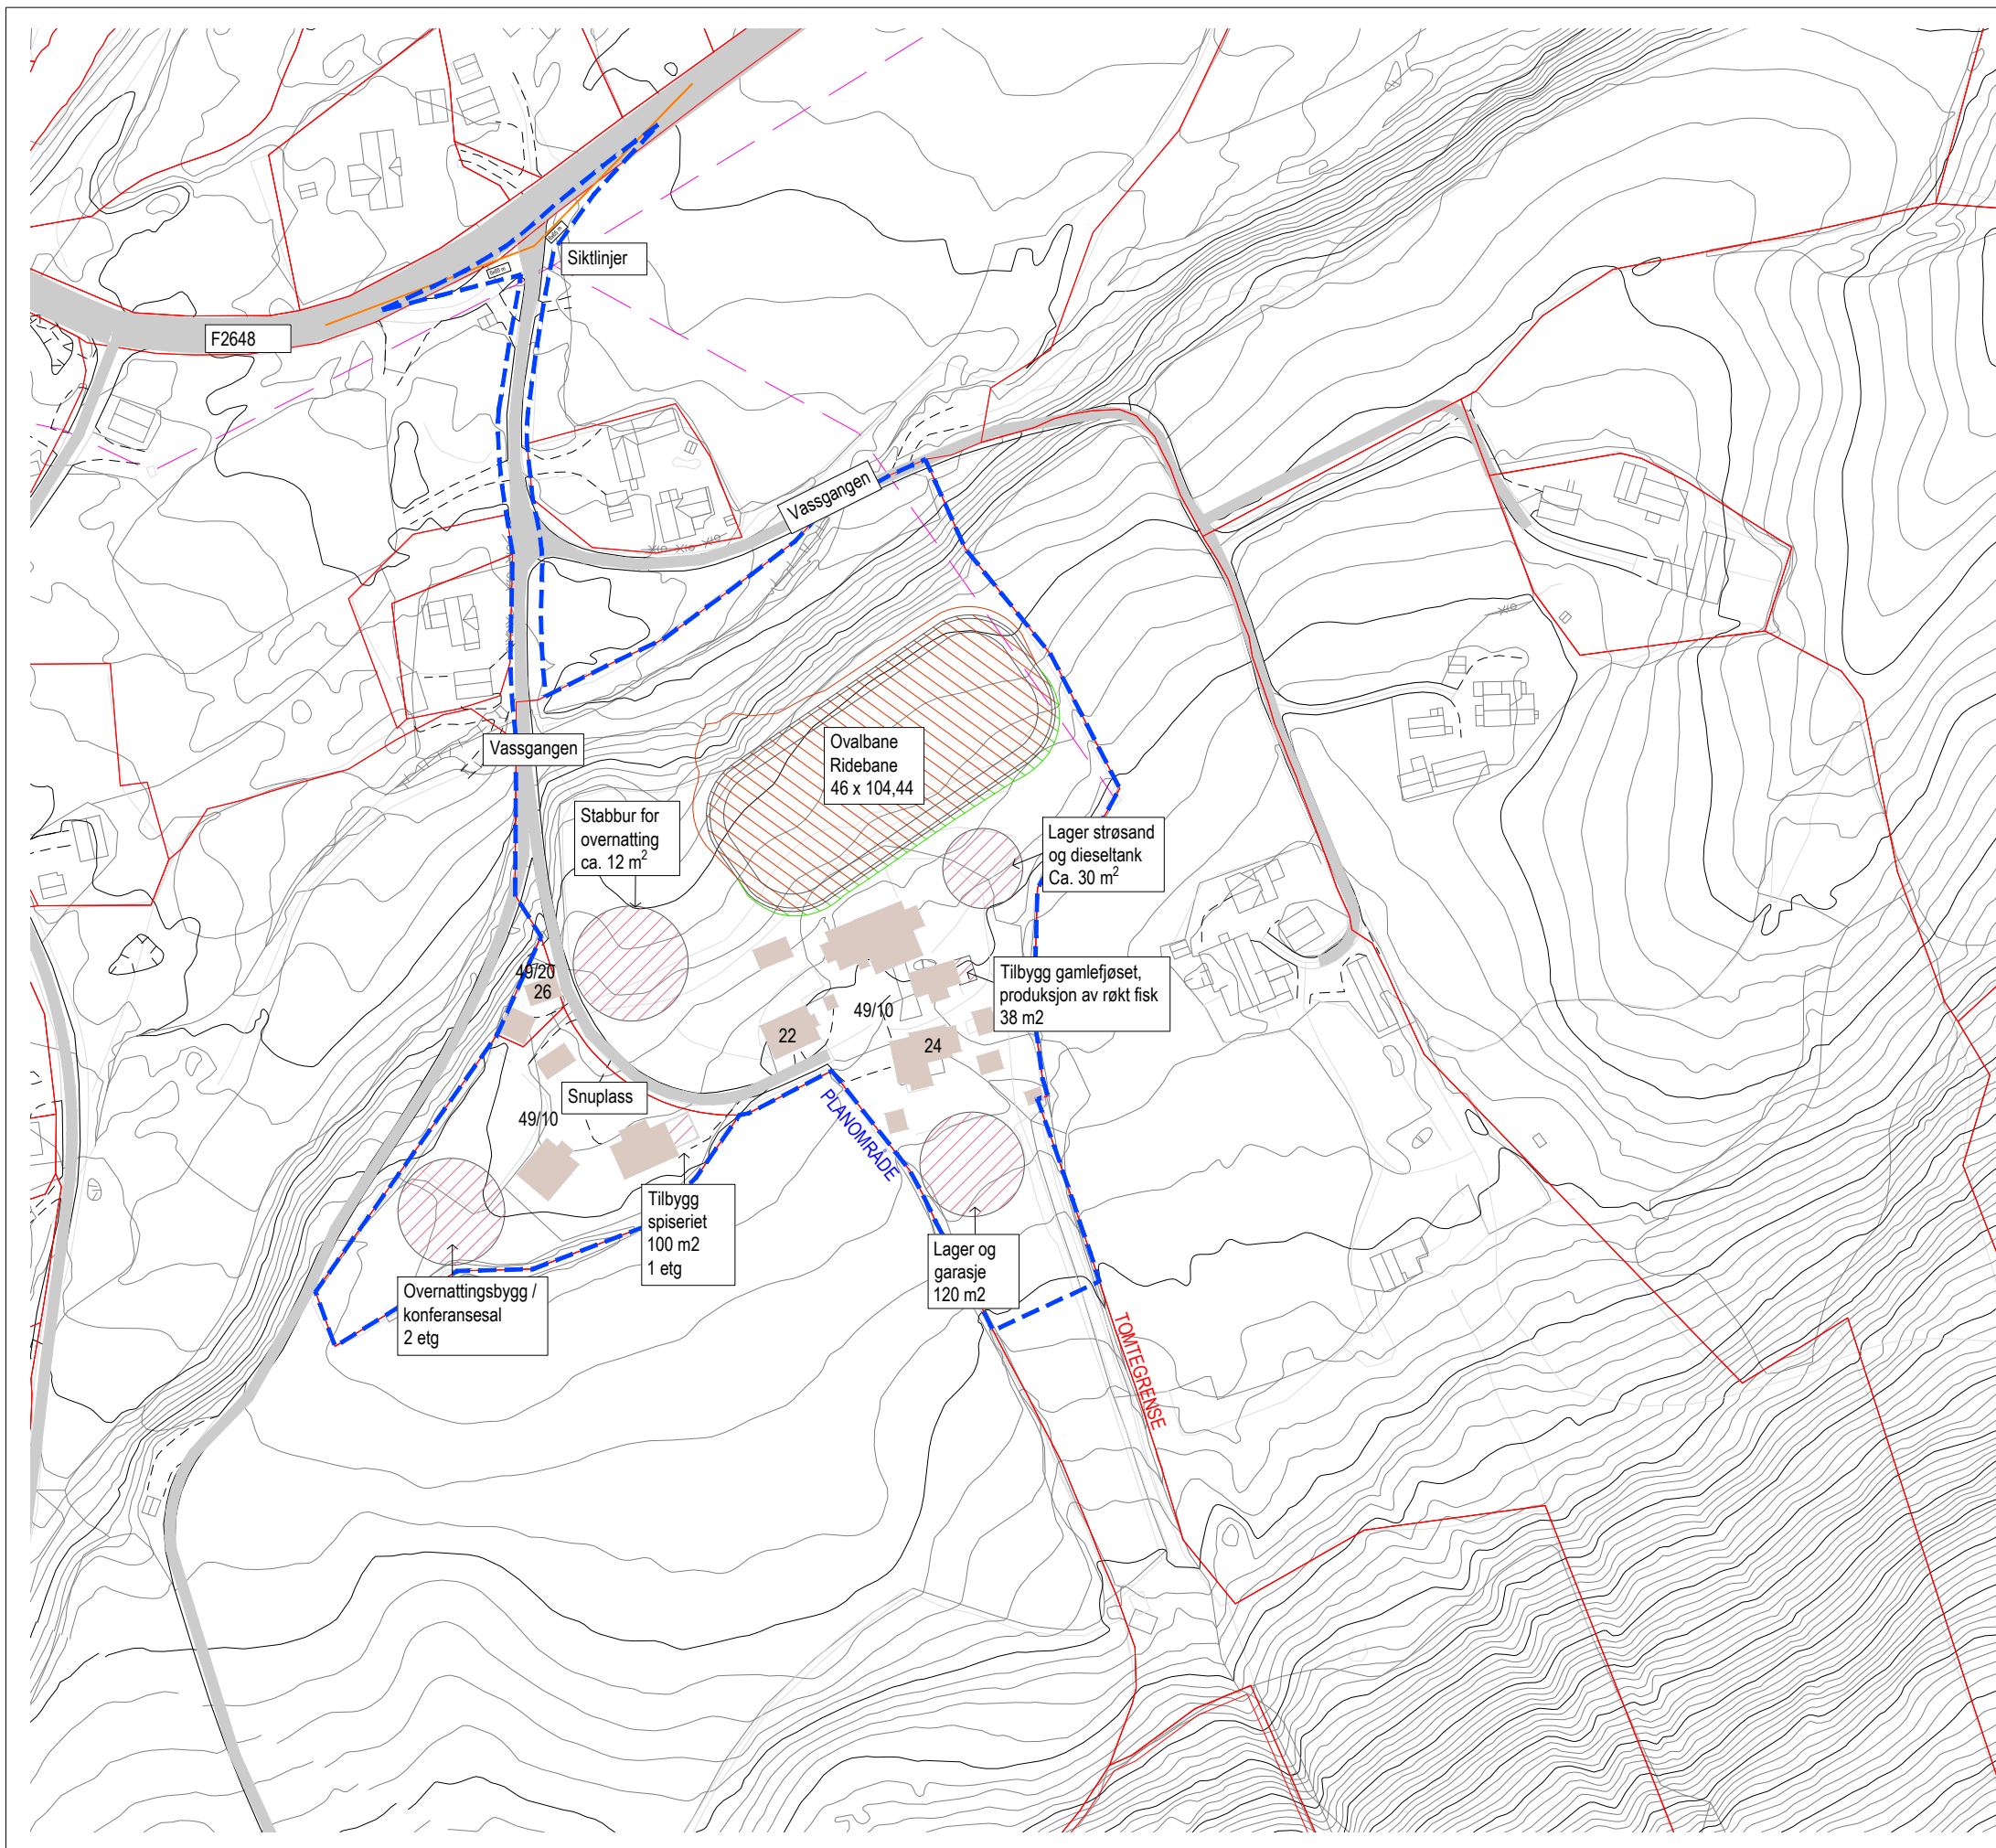 Siktlinjer
F2648
Vassgangen
Vassgangen
Ovalbane
Ridebane
46 x 104,44
Stabbur for
overnatting
ca. 12 m²
Lager strøsand
og dieseltank
Ca. 30 m²
49/20
26
Tilbygg gamlefjøset,
produksjon av røkt fisk
38 m2
49/10
22
24
Snuplass
49/10
PLANOMRÅDE
Tilbygg
spiseriet
100 m2
1 etg
Lager og
garasje
120 m2
Overnattingsbygg /
konferansesal
2 etg
TOMTEGRENSE